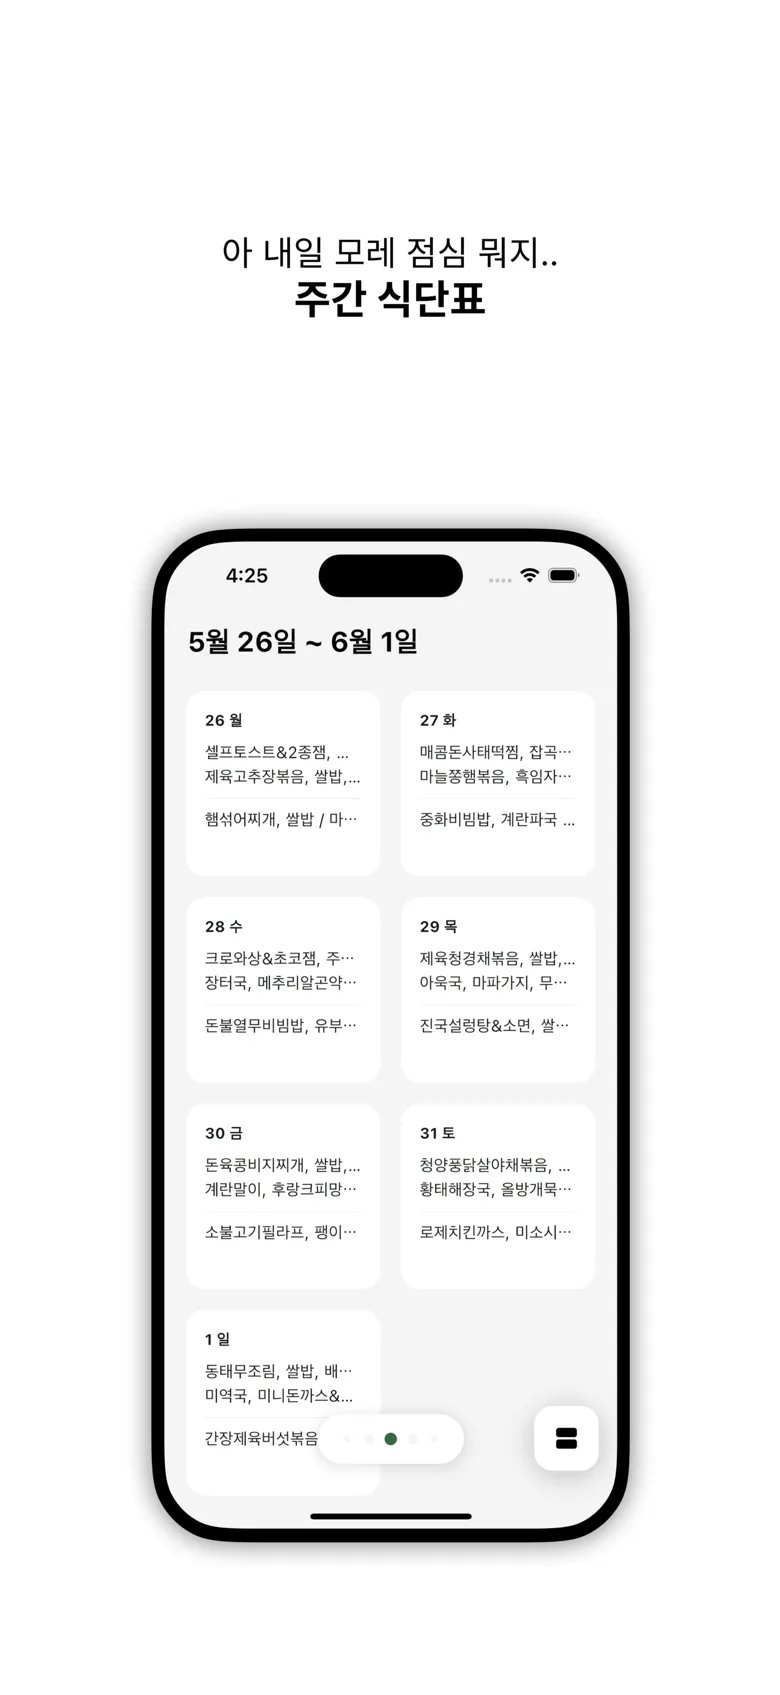 아 내일 모레 점심 뭐지..
주간 식단표
4:25
5월 26일 ~ 6월 1일
26 월
셀프토스트&2종잼, ...
제육고추장볶음, 쌀밥,...
햄섞어찌개, 쌀밥 / 마...
27 화
매콤돈사태떡찜, 잡곡...
마늘쫑햄볶음, 흑임자...
중화비빔밥, 계란파국 ...
28 수
크로와상&초코잼, 주...
장터국, 메추리알곤약...
돈불열무비빔밥, 유부...
29 목
제육청경채볶음, 쌀밥,...
아욱국, 마파가지, 무...
진국설렁탕&소면, 쌀...
30 금
돈육콩비지찌개, 쌀밥,...
계란말이, 후랑크피망...
소불고기필라프, 팽이...
31 토
청양풍닭살야채볶음, ...
황태해장국, 올방개묵...
로제치킨까스, 미소시...
1 일
동태무조림, 쌀밥, 배...
미역국, 미니돈까스&...
간장제육버섯볶음